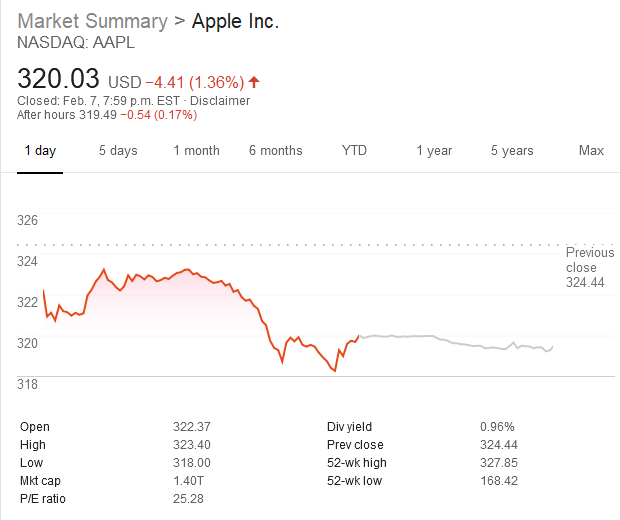 Market Summary > Apple Inc.
NASDAQ: AAPL
320.03 USD −4.41 (1.36%)
Closed: Feb. 7, 7:59 p.m. EST · Disclaimer
After hours 319.49 −0.54 (0.17%)
1 day 5 days 1 month 6 months YTD 1 year 5 years Max
326
324
322
320
318
Previous
close
324.44
Open 322.37 Div yield 0.96%
High 323.40 Prev close 324.44
Low 318.00 52-wk high 327.85
Mkt cap 1.40T 52-wk low 168.42
P/E ratio 25.28